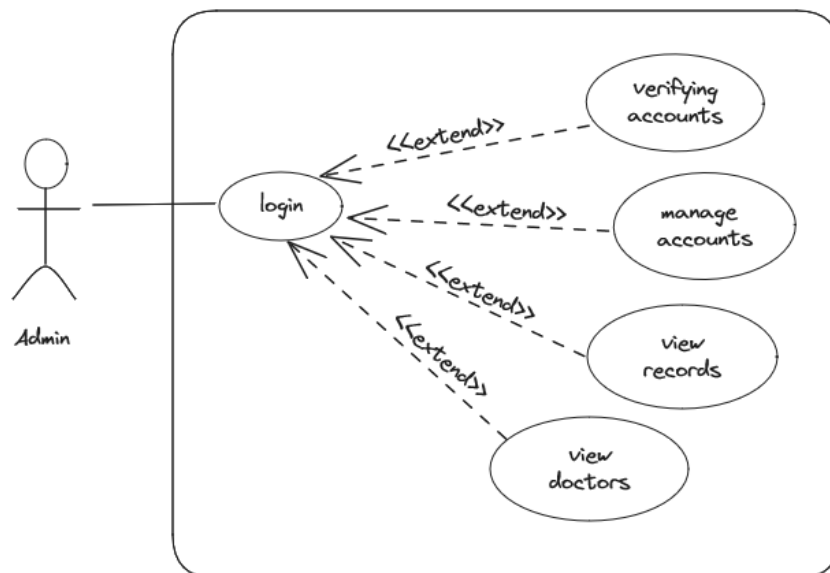 verifying
accounts
<<extend>>
login
<<extend>>
manage
accounts
<<extend>>
Admin
view
records
<<extend>>
view
doctors